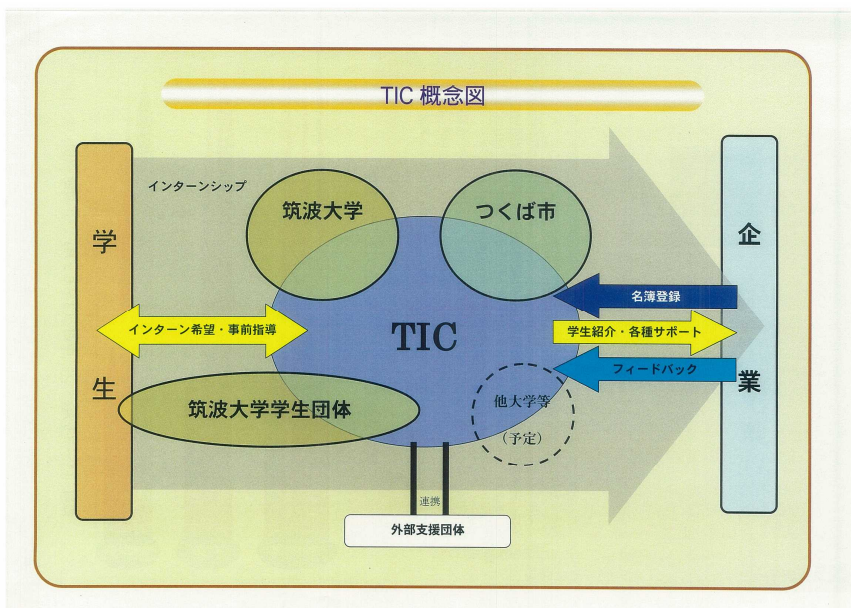 TIC 概念図
インターンシップ
筑波大学
つくば市
学生
企業
名簿登録
TIC
インターン希望・事前指導
学生紹介・各種サポート
フィードバック
筑波大学学生団体
他大学等
（予定）
連携
外部支援団体